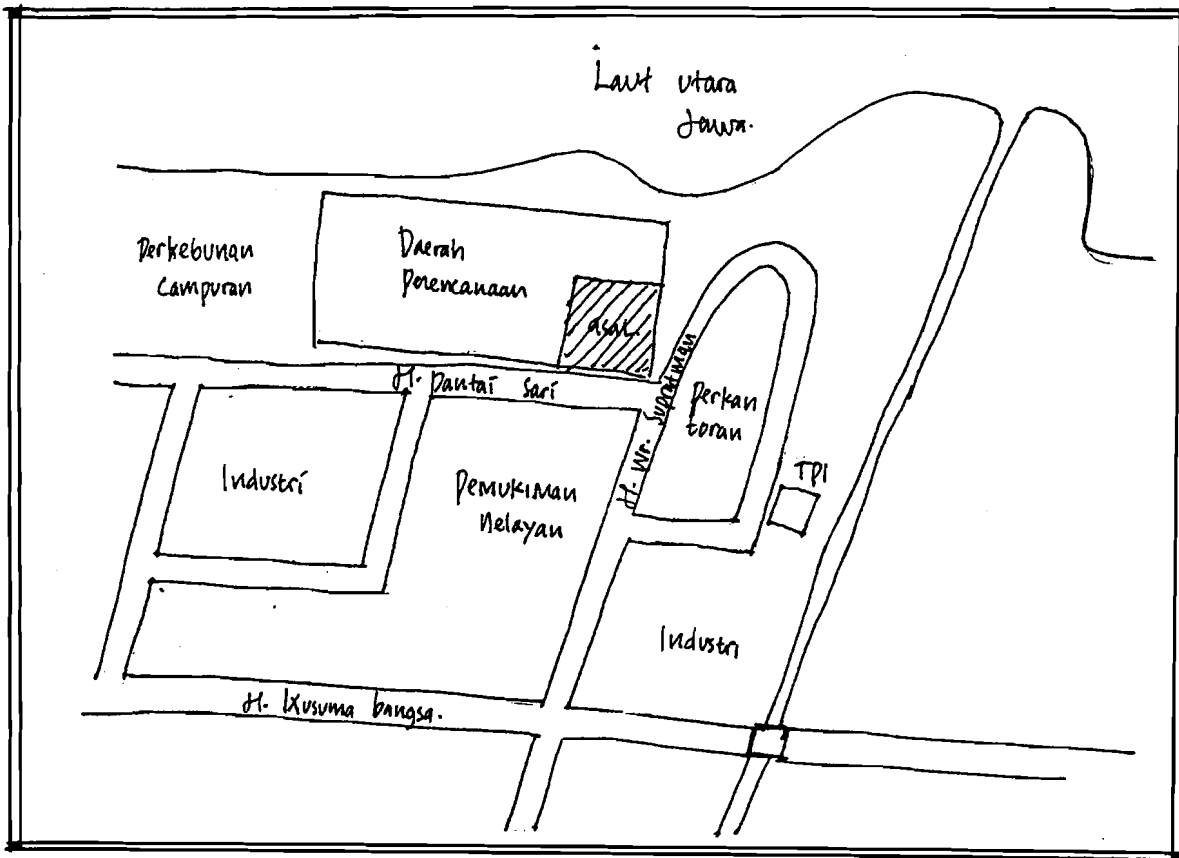 Laut utara
Jawa.
Perkebunan
Campuran
Daerah
Perencanaan
asal.
Jl. Pantai Sari
Jl. Wr. Supratman
Perkan
toran
TPI
Industri
Pemukiman
Nelayan
Industri
Jl. Kusuma bangsa.